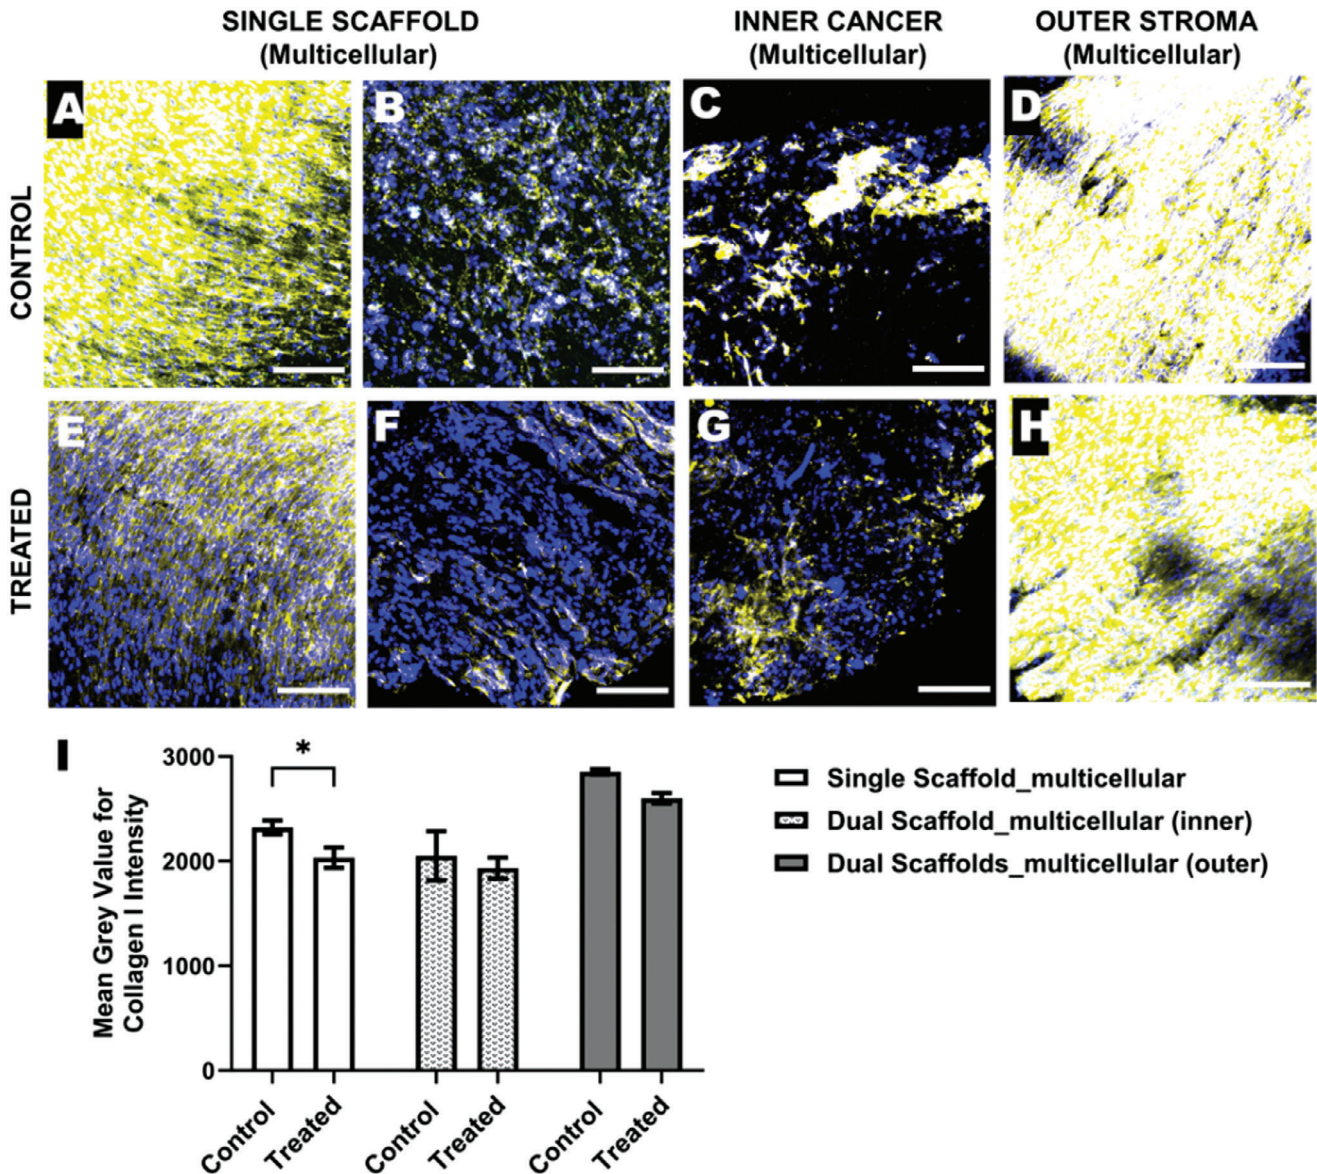 SINGLE SCAFFOLD
(Multicellular)
INNER CANCER
(Multicellular)
OUTER STROMA
(Multicellular)
CONTROL
A
B
C
D
TREATED
E
F
G
H
I
Mean Grey Value for
Collagen I Intensity
3000
2000
1000
0
*
Control
Treated
Control
Treated
Control
Treated
Single Scaffold_multicellular
Dual Scaffold_multicellular (inner)
Dual Scaffolds_multicellular (outer)